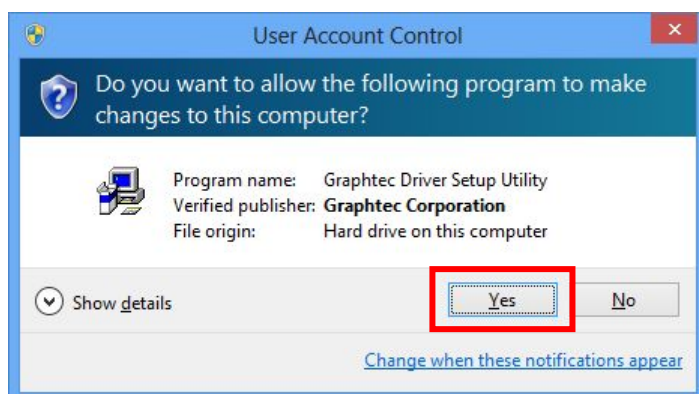 User Account Control
Do you want to allow the following program to make
changes to this computer?
Program name: Graphtec Driver Setup Utility
Verified publisher: Graphtec Corporation
File origin: Hard drive on this computer
Show details Yes No
Change when these notifications appear